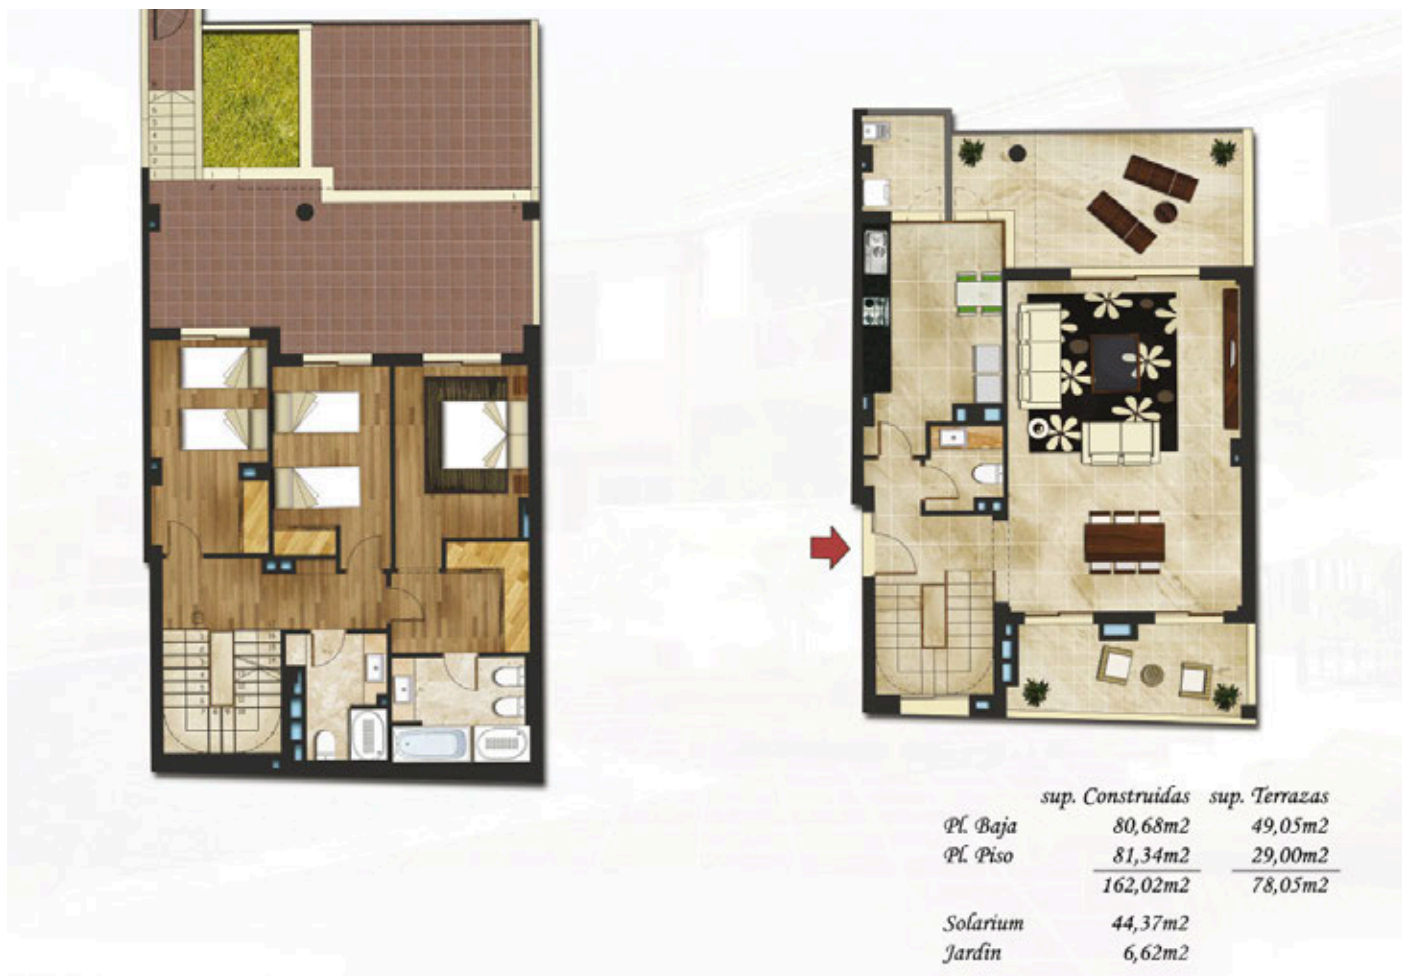 sup. Construidas sup. Terrazas
Pl. Baja 80,68m2 49,05m2
Pl. Piso 81,34m2 29,00m2
162,02m2 78,05m2
Solarium 44,37m2
Jardin 6,62m2